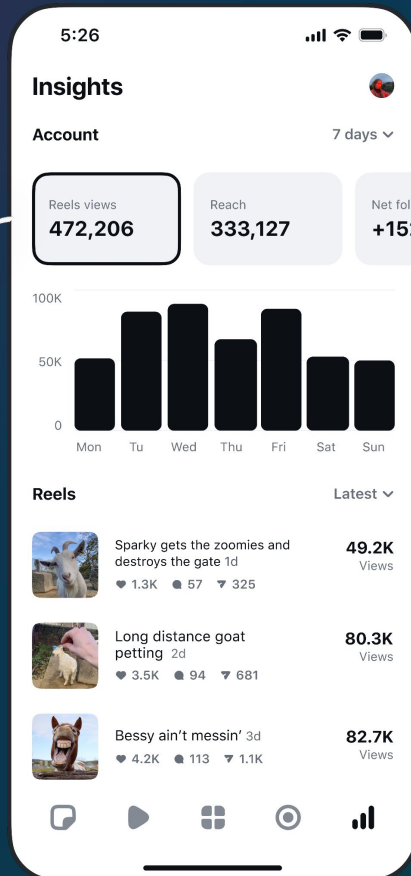 5:26
Insights
Account
7 days
Reels views
472,206
Reach
333,127
Net fol
+15
100K
50K
0
Mon Tu Wed Thu Fri Sat Sun
Reels
Latest
Sparky gets the zoomies and
destroys the gate 1d
1.3K 57 325
49.2K
Views
Long distance goat
petting 2d
3.5K 94 681
80.3K
Views
Bessy ain't messin' 3d
4.2K 113 1.1K
82.7K
Views